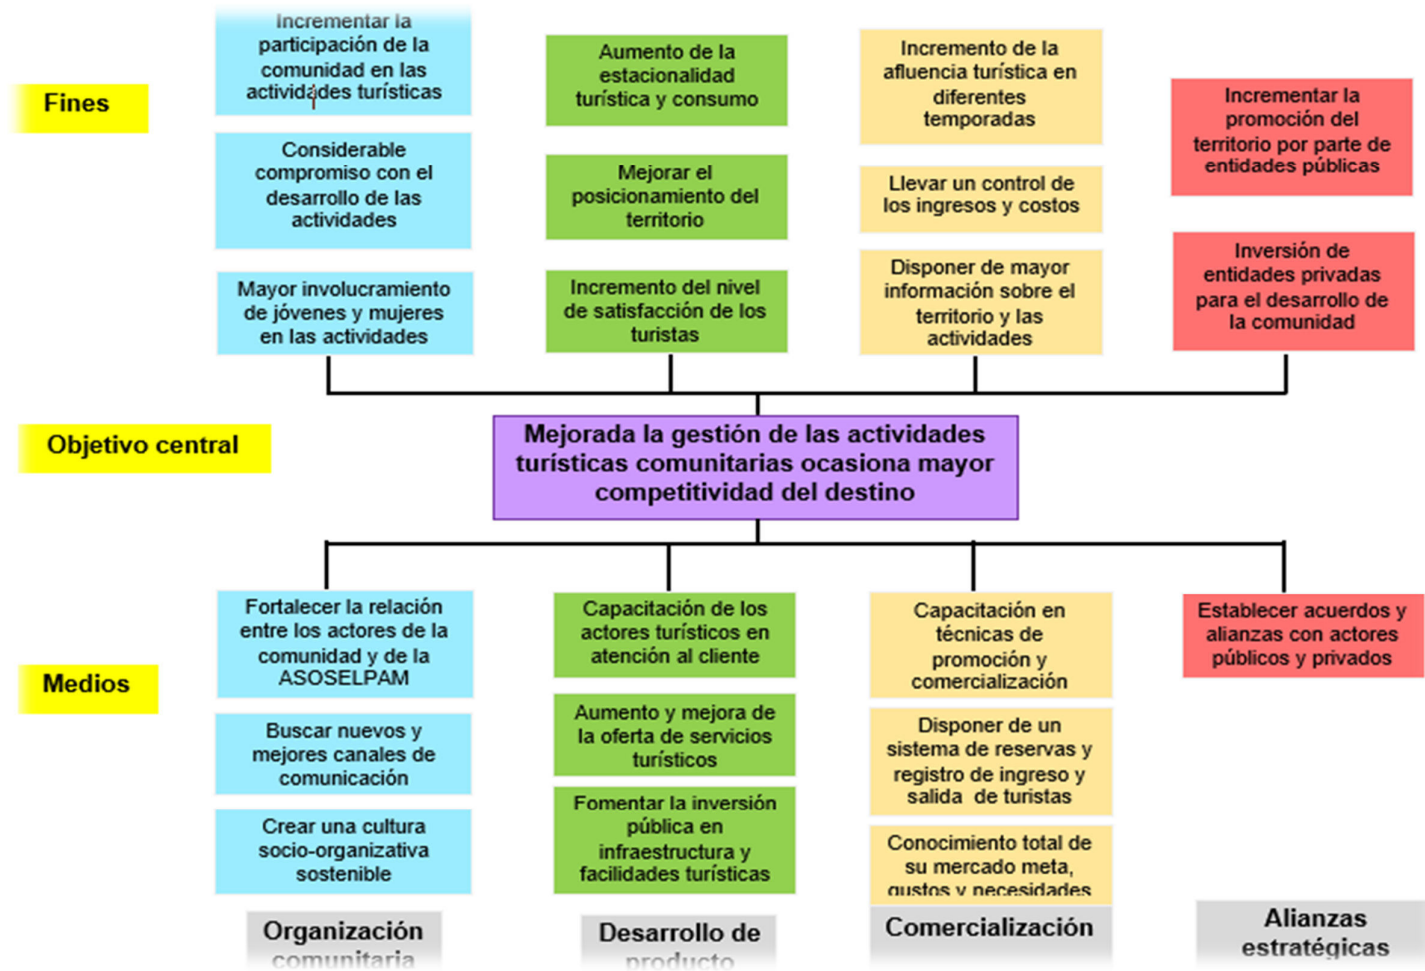 Fines
Incrementar la
participación de la
comunidad en las
actividades turísticas
Considerable
compromiso con el
desarrollo de las
actividades
Mayor involucramiento
de jóvenes y mujeres
en las actividades
Aumento de la
estacionalidad
turística y consumo
Mejorar el
posicionamiento del
territorio
Incremento del nivel
de satisfacción de los
turistas
Incremento de la
afluencia turística en
diferentes
temporadas
Llevar un control de
los ingresos y costos
Disponer de mayor
información sobre el
territorio y las
actividades
Incrementar la
promoción del
territorio por parte de
entidades públicas
Inversión de
entidades privadas
para el desarrollo de
la comunidad
Objetivo central
Mejorada la gestión de las actividades
turísticas comunitarias ocasiona mayor
competitividad del destino
Medios
Fortalecer la relación
entre los actores de la
comunidad y de la
ASOSELPAM
Buscar nuevos y
mejores canales de
comunicación
Crear una cultura
socio-organizativa
sostenible
Capacitación de los
actores turísticos en
atención al cliente
Aumento y mejora de
la oferta de servicios
turísticos
Fomentar la inversión
pública en
infraestructura y
facilidades turísticas
Capacitación en
técnicas de
promoción y
comercialización
Disponer de un
sistema de reservas y
registro de ingreso y
salida de turistas
Conocimiento total de
su mercado meta,
gustos y necesidades
Establecer acuerdos y
alianzas con actores
públicos y privados
Organización
comunitaria
Desarrollo de
producto
Comercialización
Alianzas
estratégicas